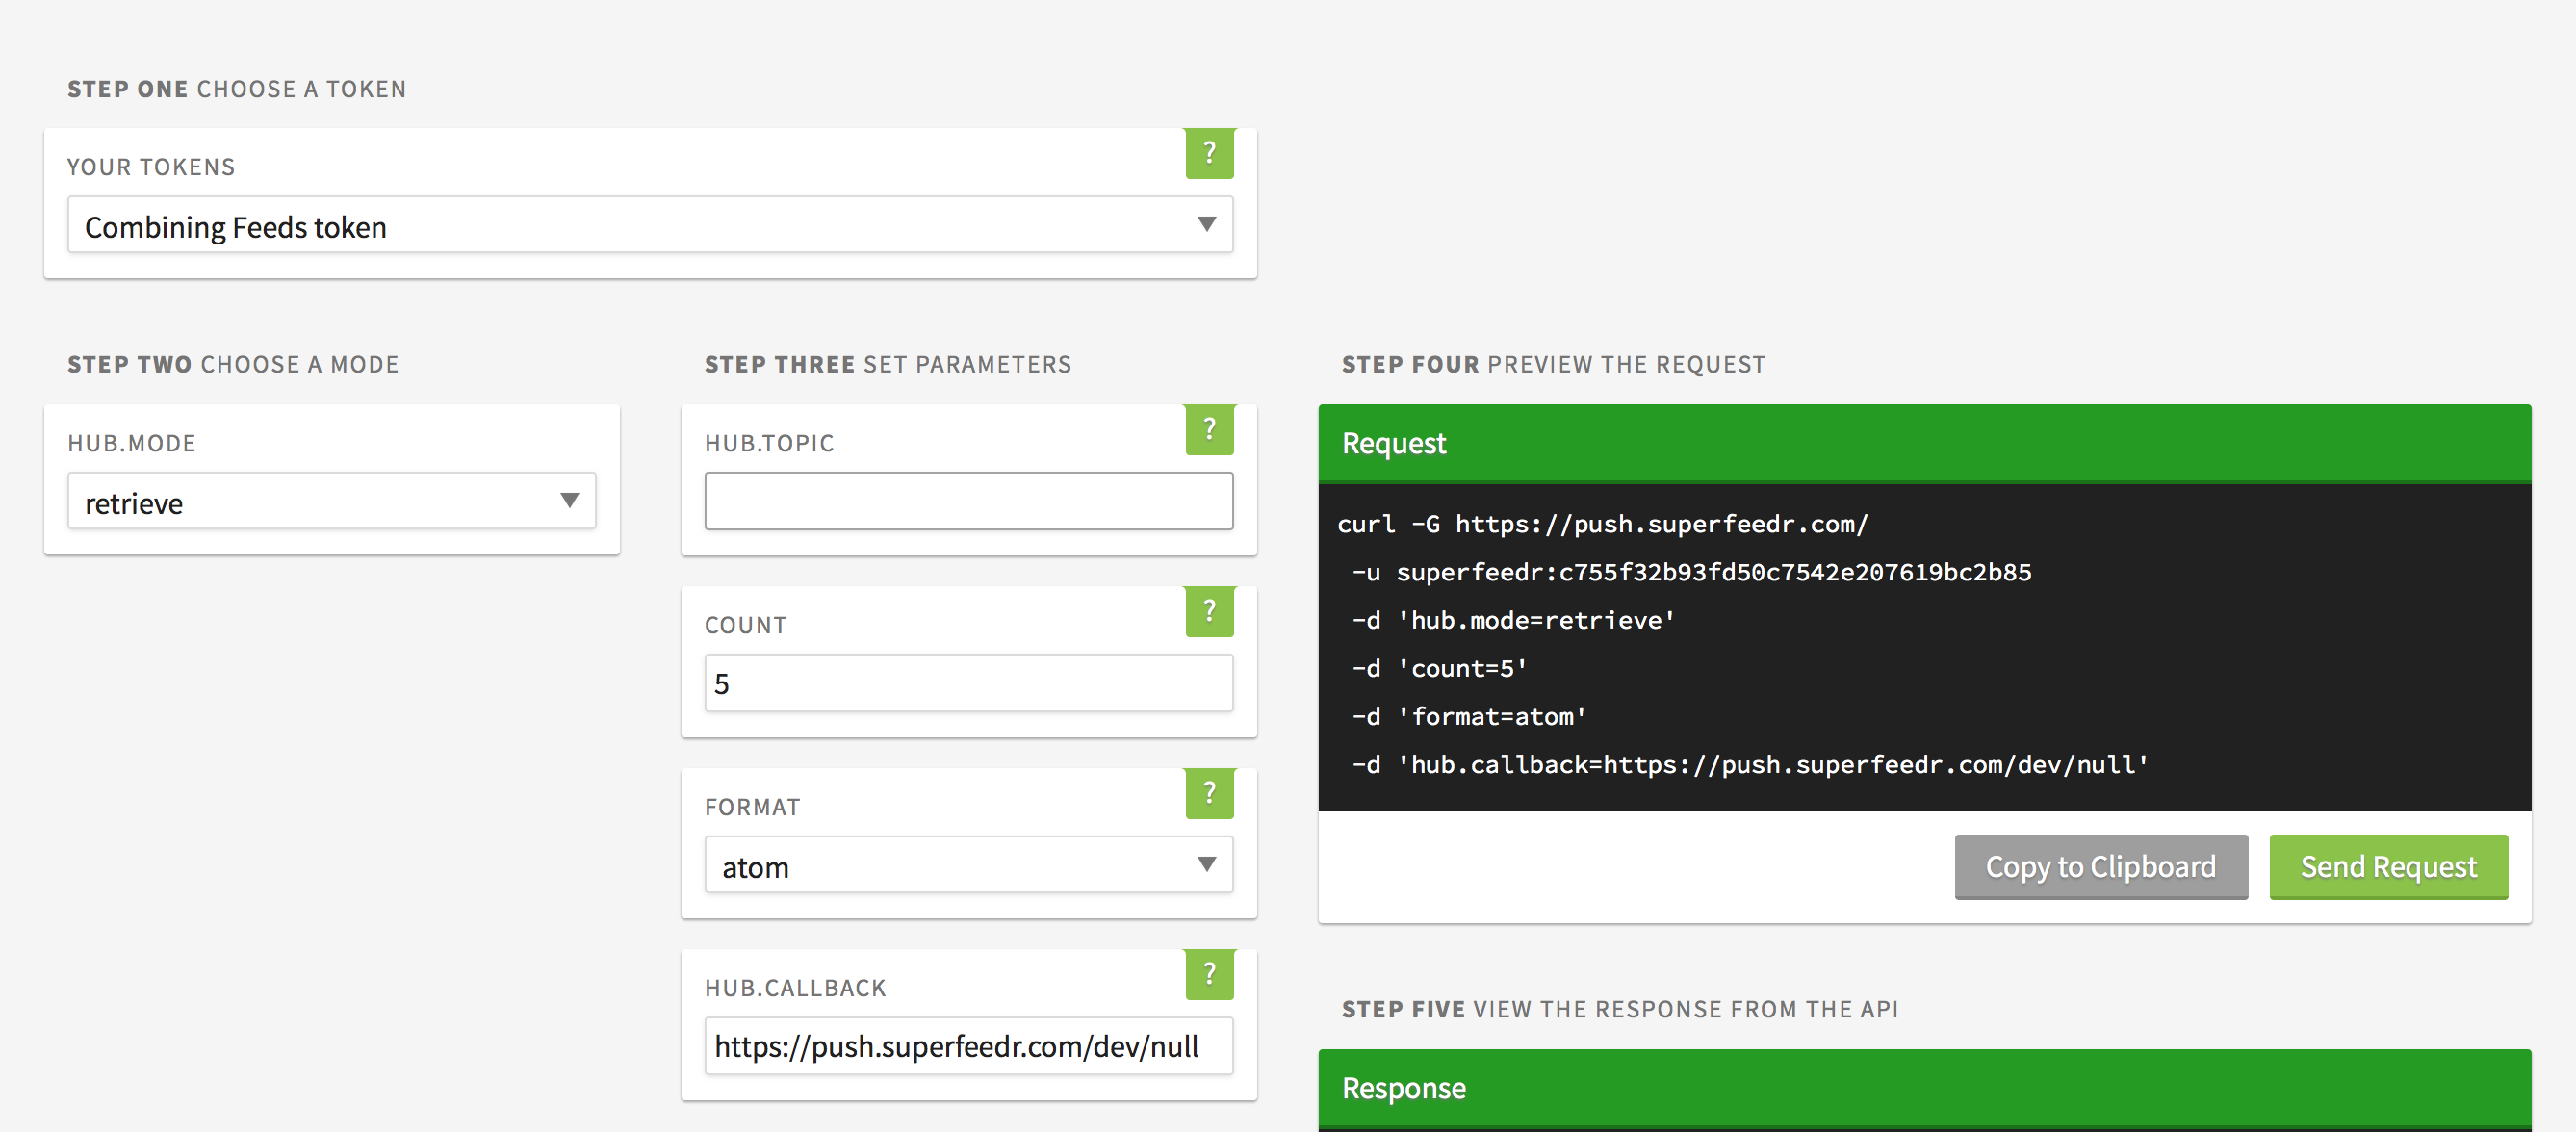 STEP ONE CHOOSE A TOKEN
YOUR TOKENS
?
Combining Feeds token
STEP TWO CHOOSE A MODE
HUB.MODE
retrieve
STEP THREE SET PARAMETERS
HUB.TOPIC
?
COUNT
?
5
FORMAT
?
atom
HUB.CALLBACK
?
https://push.superfeedr.com/dev/null
STEP FOUR PREVIEW THE REQUEST
Request
curl -G https://push.superfeedr.com/
-u superfeedr:c755f32b93fd50c7542e207619bc2b85
-d 'hub.mode=retrieve'
-d 'count=5'
-d 'format=atom'
-d 'hub.callback=https://push.superfeedr.com/dev/null'
Copy to Clipboard
Send Request
STEP FIVE VIEW THE RESPONSE FROM THE API
Response